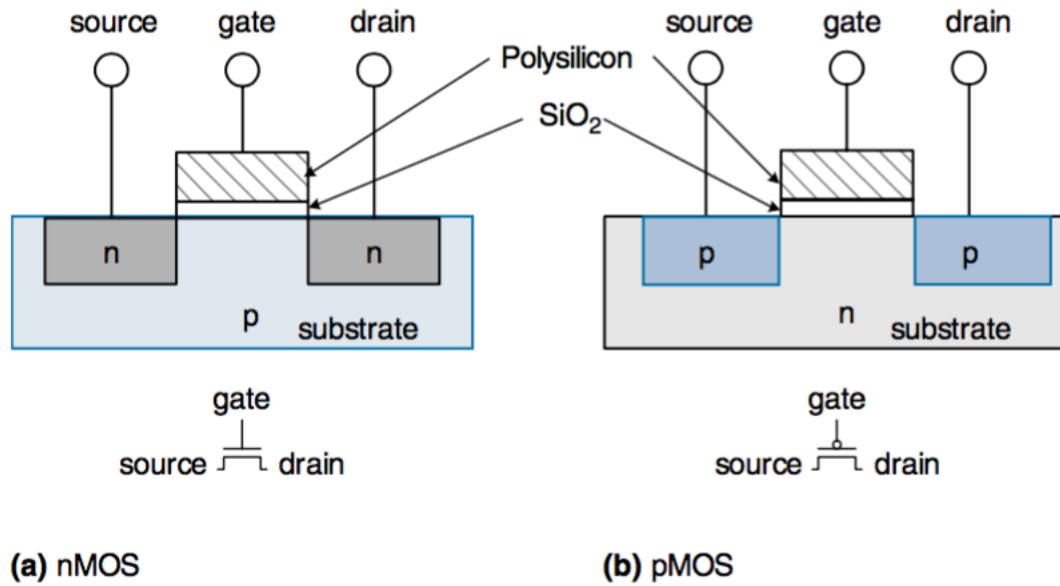 source gate drain source gate drain
Polysilicon
SiO2
n n p p
p n
substrate substrate
gate gate
source drain source drain
(a) nMOS (b) pMOS